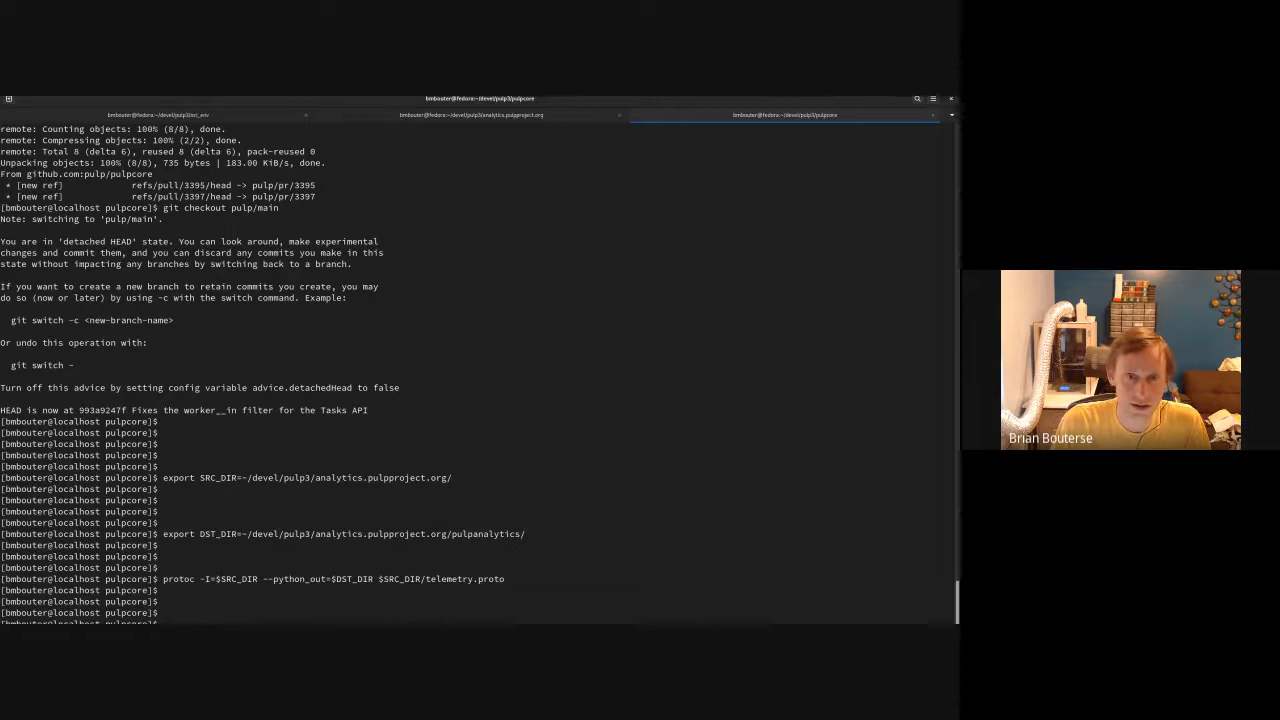 bmbouter@fedora:~/devel/pulp3/pulpcore
bmbouter@fedora:~/devel/pulp3/oci_env
bmbouter@fedora:~/devel/pulp3/analytics.pulpproject.org
bmbouter@fedora:~/devel/pulp3/pulpcore
remote: Counting objects: 100% (8/8), done.
remote: Compressing objects: 100% (2/2), done.
remote: Total 8 (delta 6), reused 8 (delta 6), pack-reused 0
Unpacking objects: 100% (8/8), 735 bytes | 183.00 KiB/s, done.
From github.com:pulp/pulpcore
* [new ref] refs/pull/3395/head -> pulp/pr/3395
* [new ref] refs/pull/3397/head -> pulp/pr/3397
[bmbouter@localhost pulpcore]$ git checkout pulp/main
Note: switching to 'pulp/main'.
You are in 'detached HEAD' state. You can look around, make experimental
changes and commit them, and you can discard any commits you make in this
state without impacting any branches by switching back to a branch.
If you want to create a new branch to retain commits you create, you may
do so (now or later) by using -c with the switch command. Example:
git switch -c <new-branch-name>
Or undo this operation with:
git switch -
Turn off this advice by setting config variable advice.detachedHead to false
HEAD is now at 993a9247f Fixes the worker__in filter for the Tasks API
[bmbouter@localhost pulpcore]$
[bmbouter@localhost pulpcore]$
[bmbouter@localhost pulpcore]$
[bmbouter@localhost pulpcore]$
[bmbouter@localhost pulpcore]$
[bmbouter@localhost pulpcore]$ export SRC_DIR=~/devel/pulp3/analytics.pulpproject.org/
[bmbouter@localhost pulpcore]$
[bmbouter@localhost pulpcore]$
[bmbouter@localhost pulpcore]$
[bmbouter@localhost pulpcore]$
[bmbouter@localhost pulpcore]$ export DST_DIR=~/devel/pulp3/analytics.pulpproject.org/pulpanalytics/
[bmbouter@localhost pulpcore]$
[bmbouter@localhost pulpcore]$
[bmbouter@localhost pulpcore]$
[bmbouter@localhost pulpcore]$ protoc -I=$SRC_DIR --python_out=$DST_DIR $SRC_DIR/telemetry.proto
[bmbouter@localhost pulpcore]$
[bmbouter@localhost pulpcore]$
[bmbouter@localhost pulpcore]$
[bmbouter@localhost pulpcore]$
Brian Bouterse